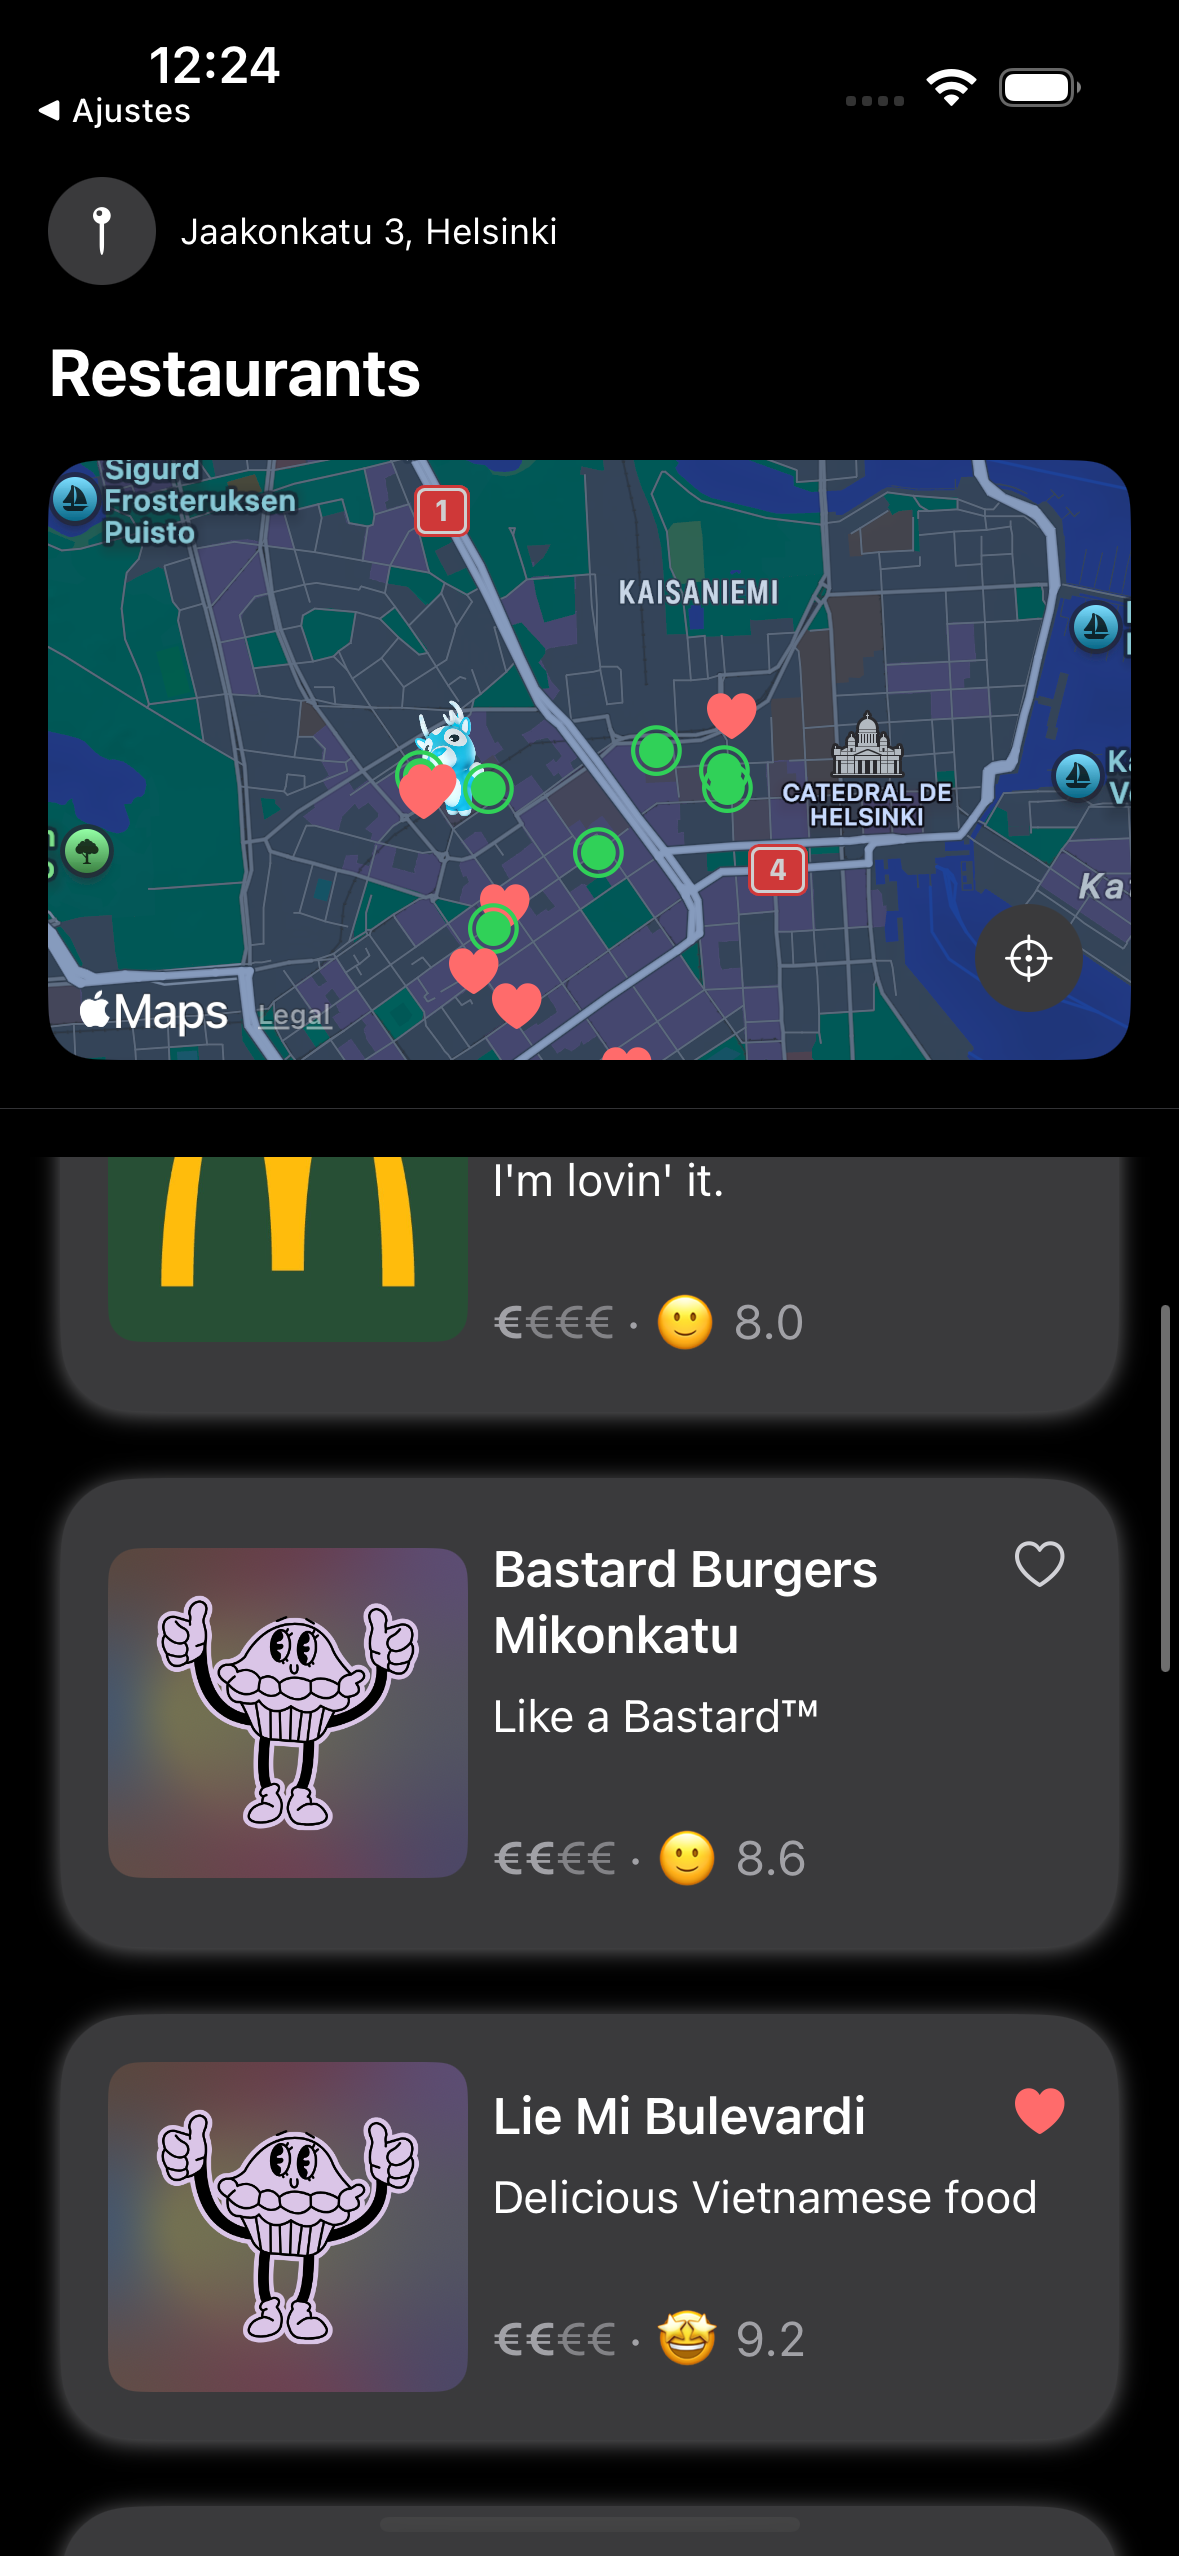 12:24
◀ Ajustes
Jaakonkatu 3, Helsinki
Restaurants
Sigurd
Frosteruksen
Puisto
1
KAISANIEMI
CATEDRAL DE
HELSINKI
4
Maps
Legal
I'm lovin' it.
€€€€ · 🙂 8.0
Bastard Burgers
Mikonkatu
Like a Bastard™
€€€€ · 🙂 8.6
Lie Mi Bulevardi
Delicious Vietnamese food
€€€€ · 🤩 9.2